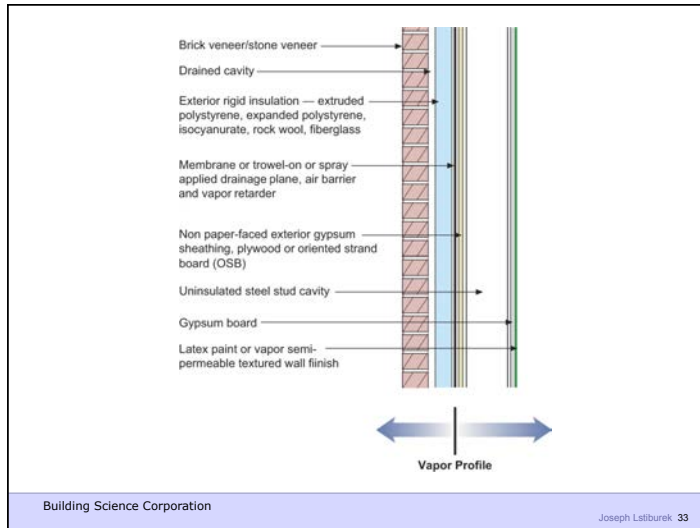 Brick veneer/stone veneer
Drained cavity
Exterior rigid insulation — extruded
polystyrene, expanded polystyrene,
isocyanurate, rock wool, fiberglass
Membrane or trowel-on or spray
applied drainage plane, air barrier
and vapor retarder
Non paper-faced exterior gypsum
sheathing, plywood or oriented strand
board (OSB)
Uninsulated steel stud cavity
Gypsum board
Latex paint or vapor semi-
permeable textured wall fiinish
Vapor Profile
Building Science Corporation
Joseph Lstiburek 33